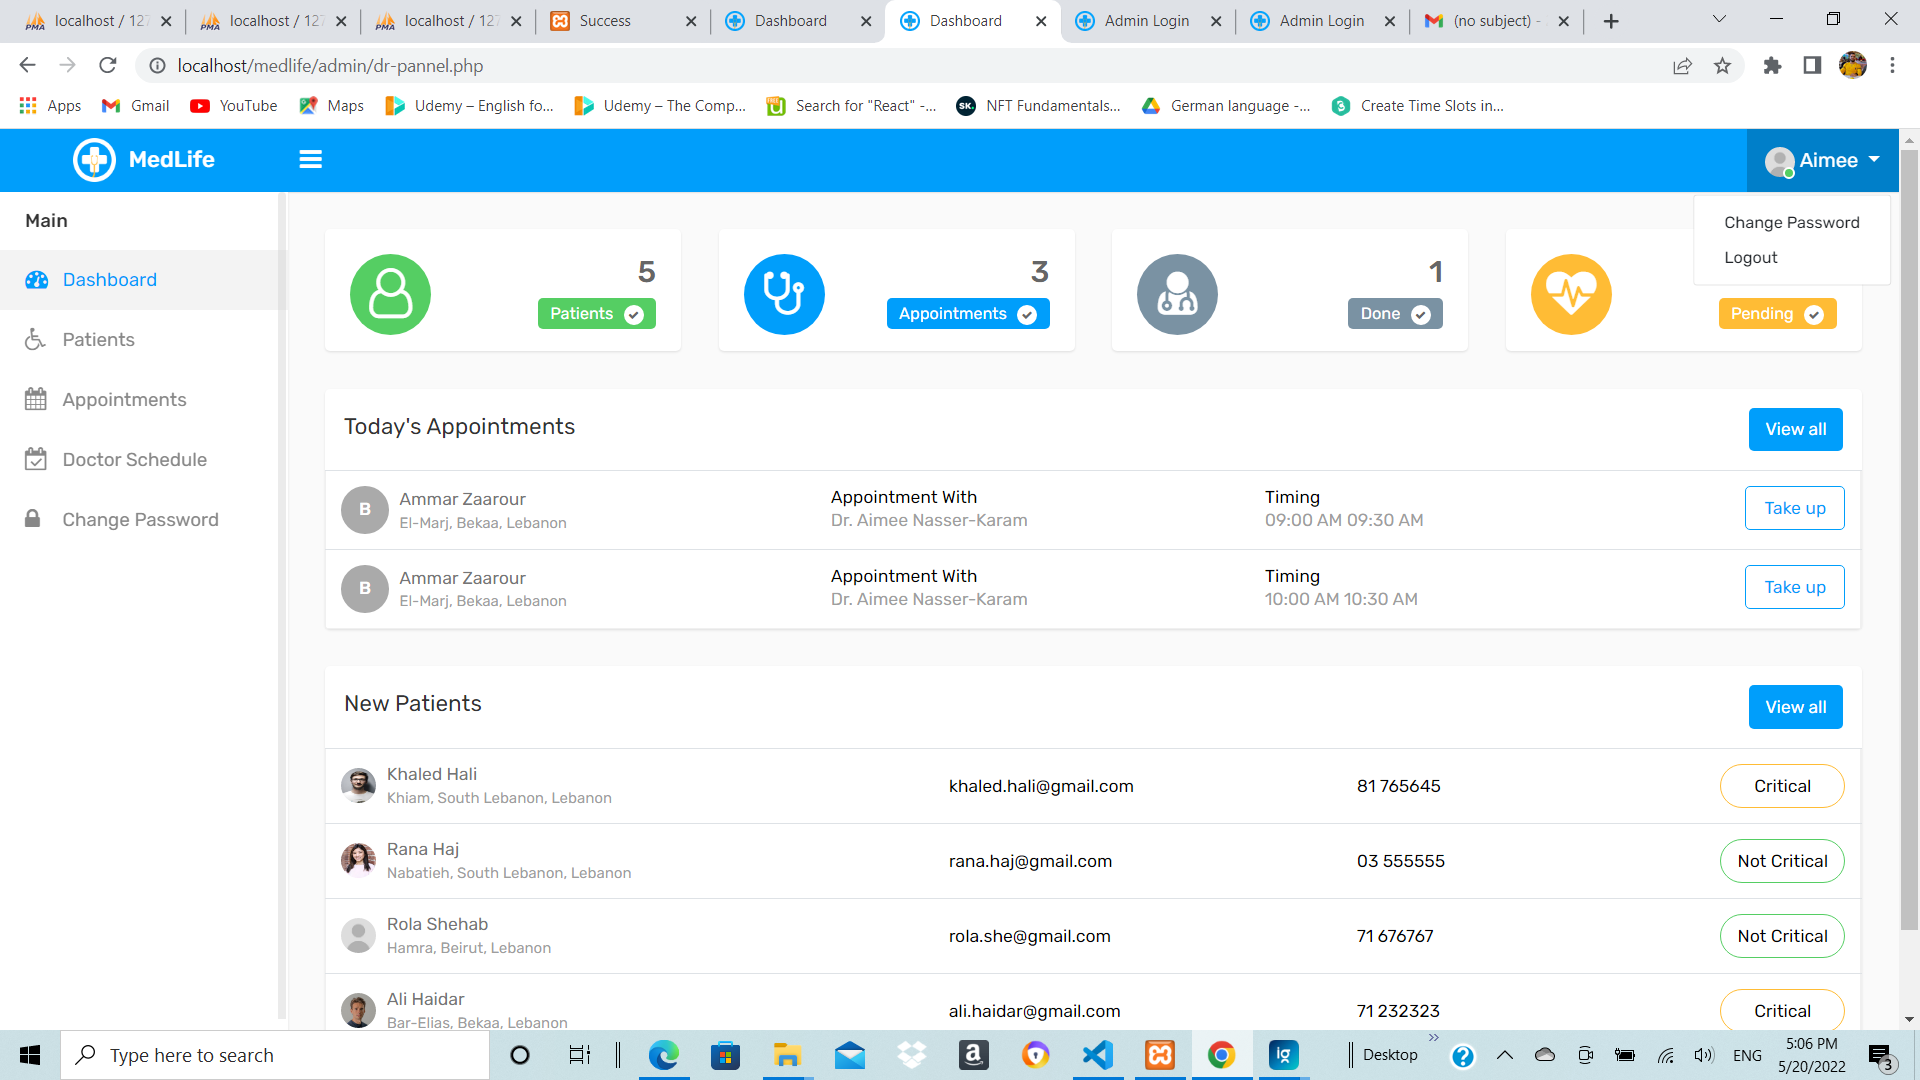 localhost / 127
localhost / 127
localhost / 127
Success
Dashboard
Dashboard
Admin Login
Admin Login
(no subject) -
localhost/medlife/admin/dr-pannel.php
Apps
Gmail
YouTube
Maps
Udemy – English fo...
Udemy – The Comp...
Search for "React" -...
NFT Fundamentals...
German language -...
Create Time Slots in...
MedLife
Aimee
Change Password
Logout
Main
Dashboard
Patients
Appointments
Doctor Schedule
Change Password
5
Patients
3
Appointments
1
Done
Pending
Today's Appointments
View all
B
Ammar Zaarour
El-Marj, Bekaa, Lebanon
Appointment With
Dr. Aimee Nasser-Karam
Timing
09:00 AM 09:30 AM
Take up
B
Ammar Zaarour
El-Marj, Bekaa, Lebanon
Appointment With
Dr. Aimee Nasser-Karam
Timing
10:00 AM 10:30 AM
Take up
New Patients
View all
Khaled Hali
Khiam, South Lebanon, Lebanon
khaled.hali@gmail.com
81 765645
Critical
Rana Haj
Nabatieh, South Lebanon, Lebanon
rana.haj@gmail.com
03 555555
Not Critical
Rola Shehab
Hamra, Beirut, Lebanon
rola.she@gmail.com
71 676767
Not Critical
Ali Haidar
Bar-Elias, Bekaa, Lebanon
ali.haidar@gmail.com
71 232323
Critical
Type here to search
Desktop
ENG
5:06 PM
5/20/2022
3